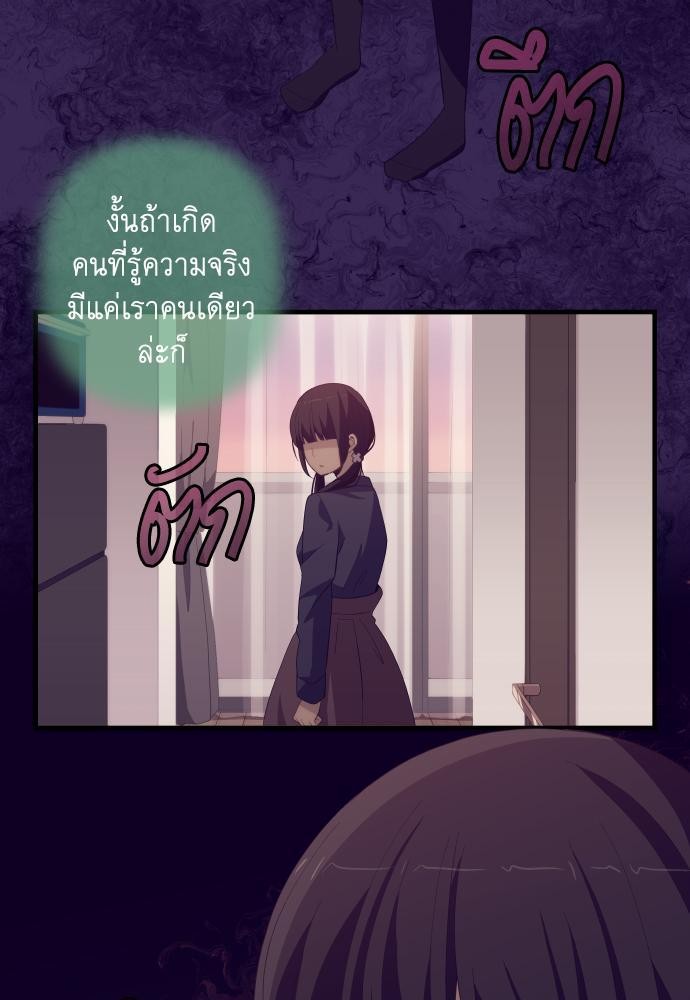 ตึก
งั้นถ้าเกิด
คนที่รู้ความจริง
มีแค่เราคนเดียว
ล่ะก็
ตึก